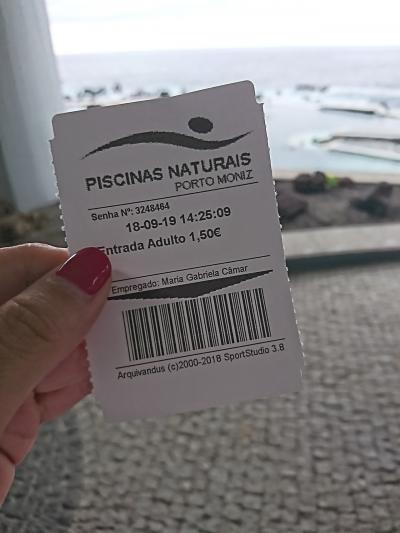 PISCINAS NATURAIS
PORTO MONIZ
Senha Nº: 3248464
18-09-19 14:25:09
Entrada Adulto 1,50€
Empregado: Maria Gabriela Câmar
Arquivandus (c)2000-2018 SportStudio 3.8